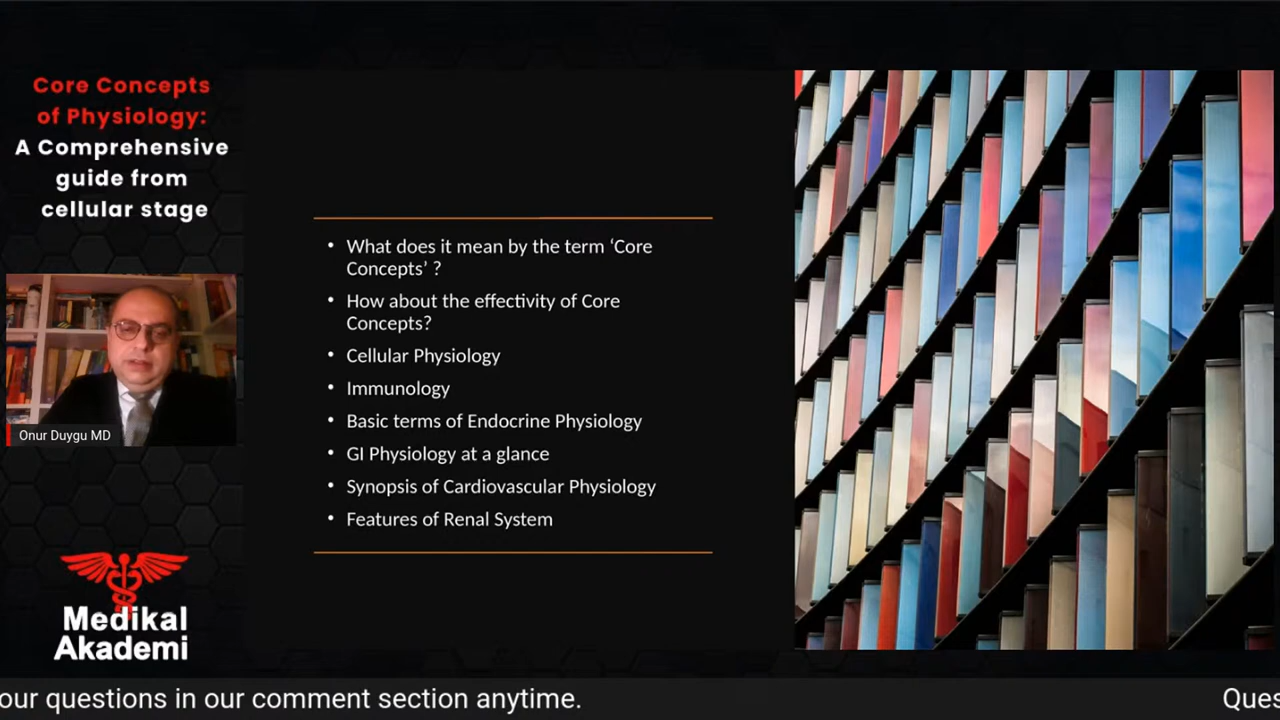 Core Concepts
of Physiology:
A Comprehensive
guide from
cellular stage
Onur Duygu MD
Medikal
Akademi
• What does it mean by the term ‘Core
Concepts’ ?
• How about the effectivity of Core
Concepts?
• Cellular Physiology
• Immunology
• Basic terms of Endocrine Physiology
• GI Physiology at a glance
• Synopsis of Cardiovascular Physiology
• Features of Renal System
our questions in our comment section anytime.
Ques